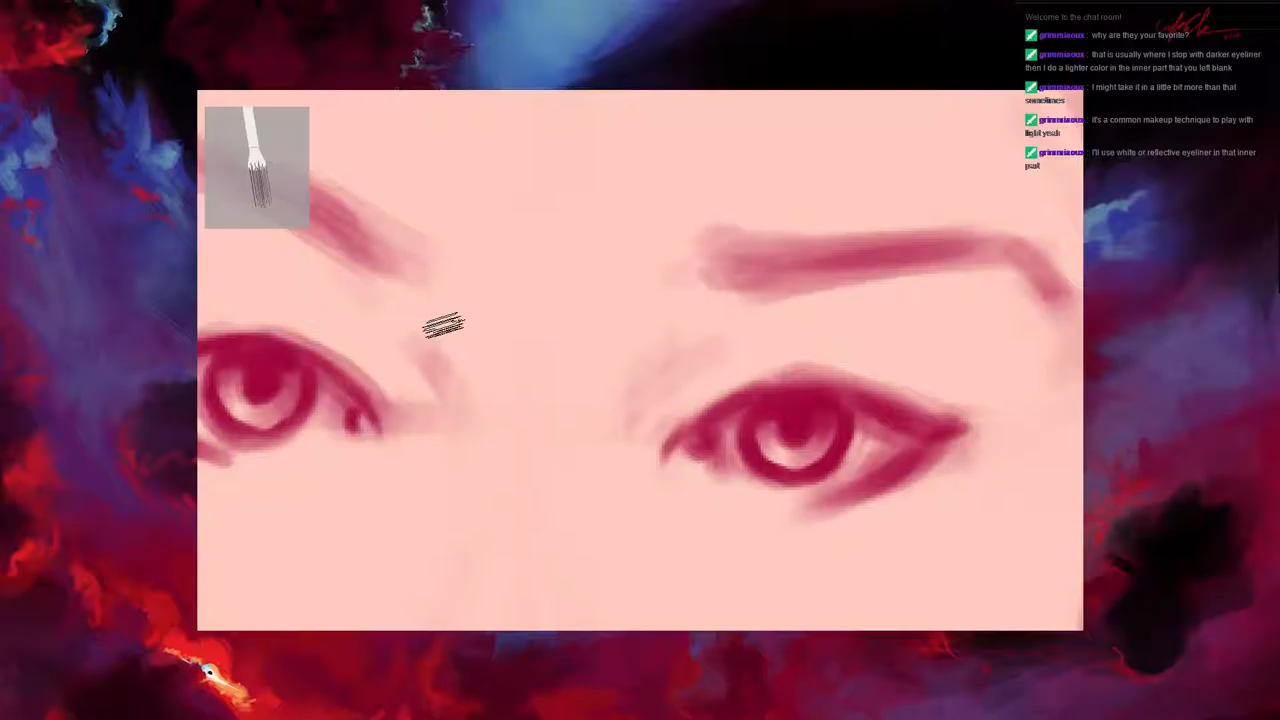 Welcome to the chat room!
grimmiaoux : why are they your favorite?
grimmiaoux : that is usually where I stop with darker eyeliner
then I do a lighter color in the inner part that you left blank
grimmiaoux : I might take it in a little bit more than that
sometimes
grimmiaoux : it's a common makeup technique to play with
light yeah
grimmiaoux : I'll use white or reflective eyeliner in that inner
part